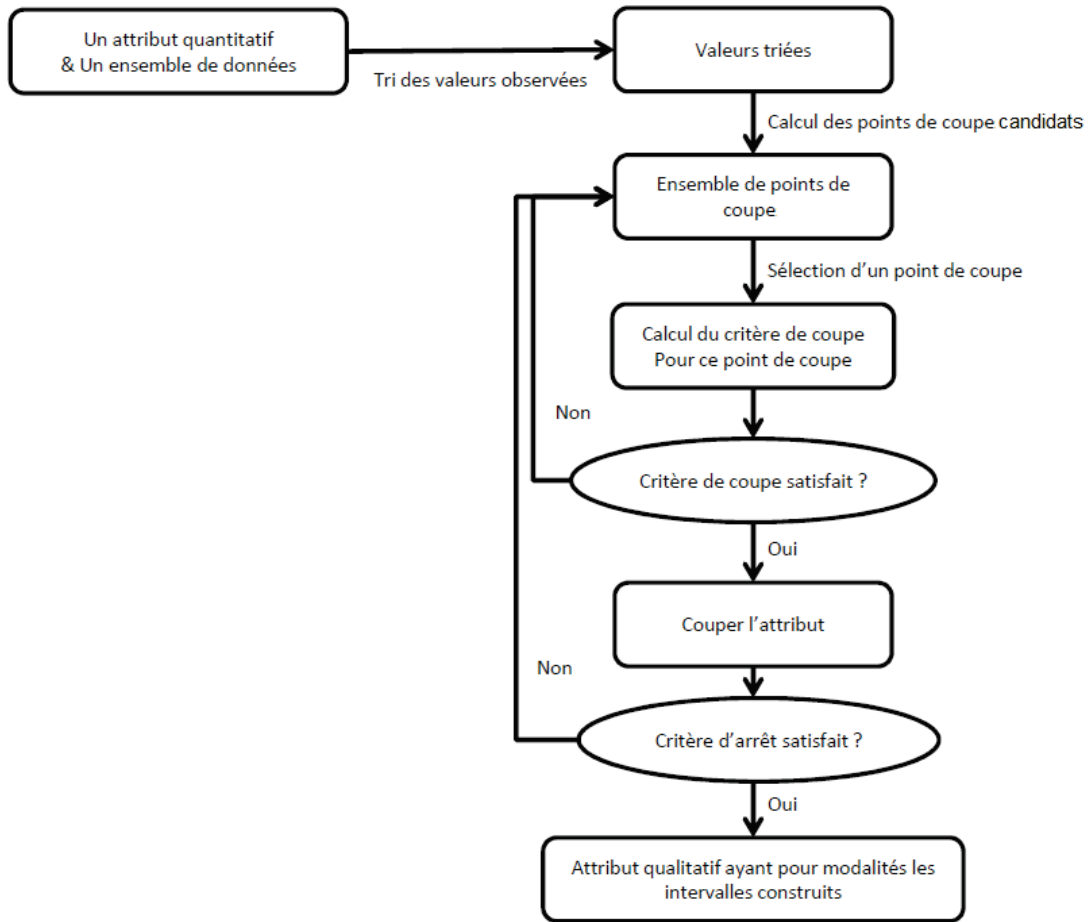 Un attribut quantitatif
& Un ensemble de données
Tri des valeurs observées
Valeurs triées
Calcul des points de coupe candidats
Ensemble de points de
coupe
Sélection d'un point de coupe
Calcul du critère de coupe
Pour ce point de coupe
Non
Critère de coupe satisfait ?
Oui
Couper l'attribut
Non
Critère d'arrêt satisfait ?
Oui
Attribut qualitatif ayant pour modalités les
intervalles construits